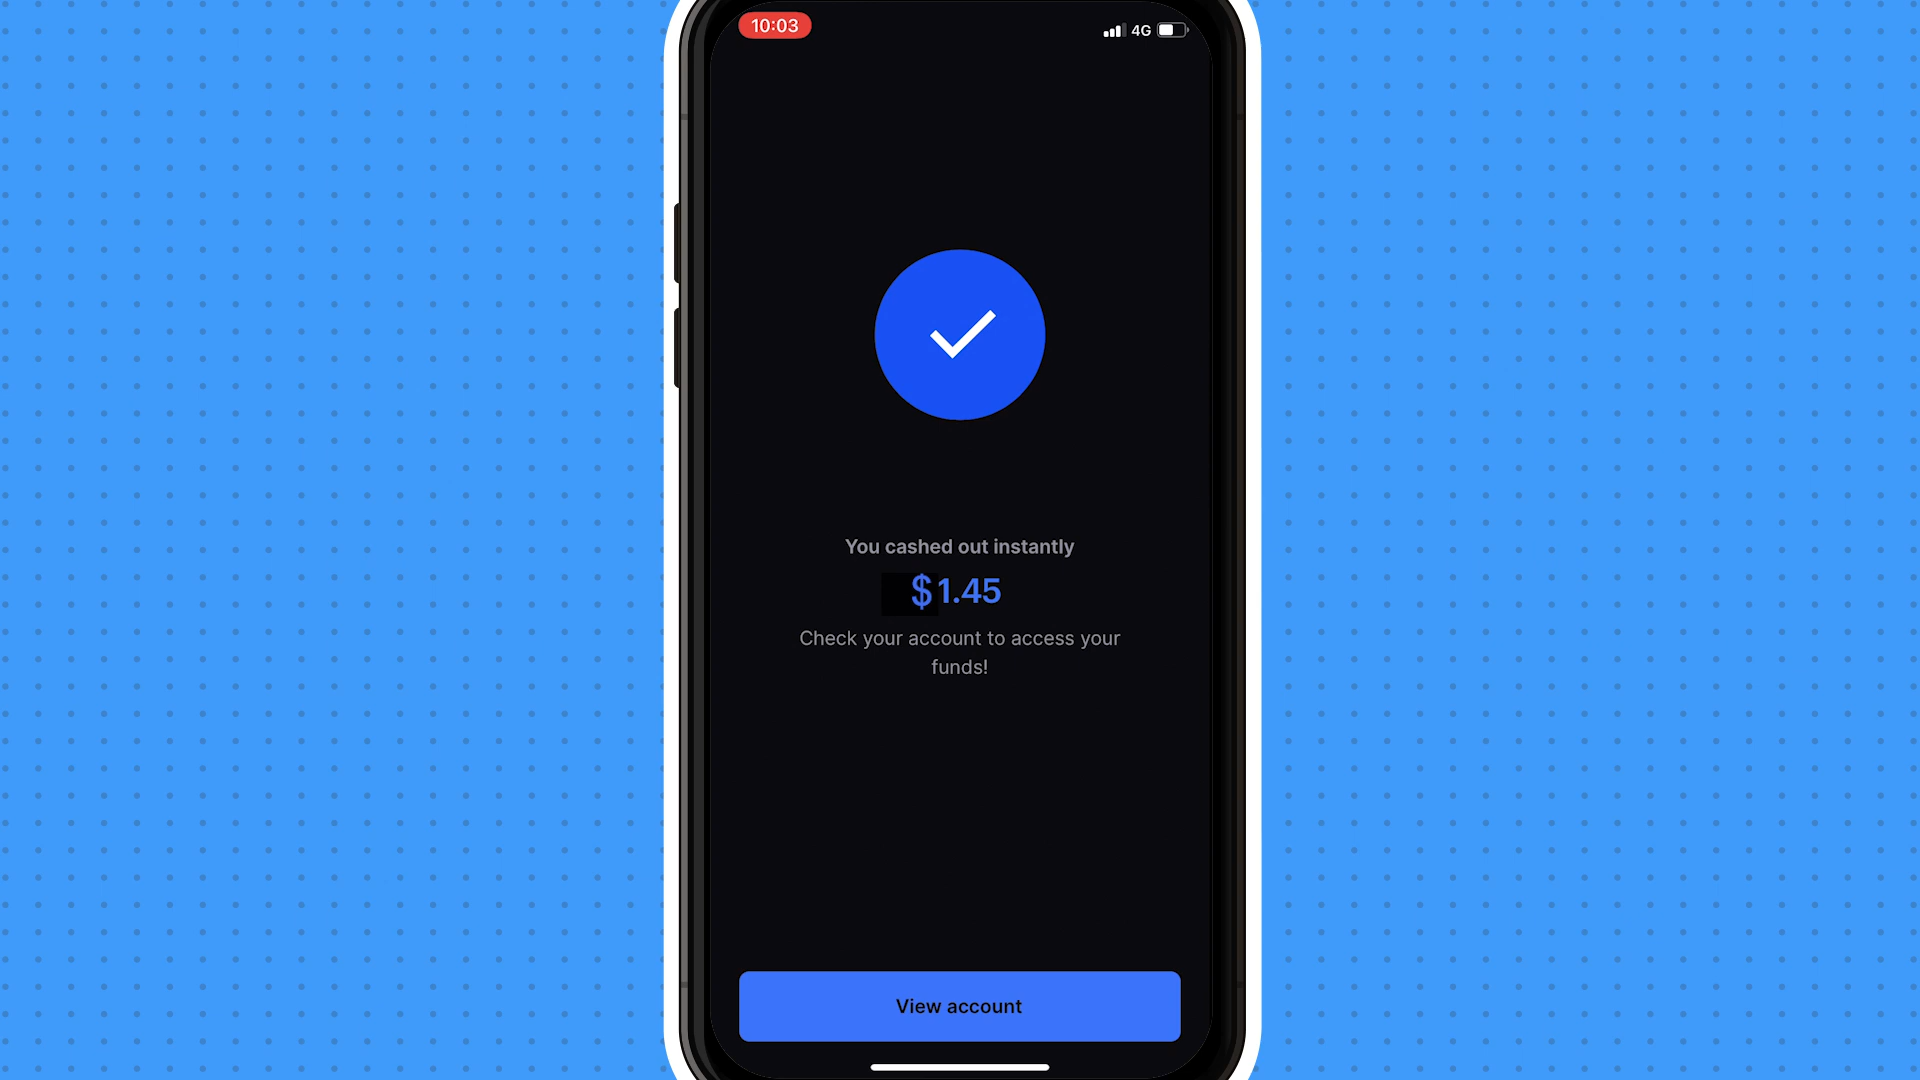 10:03
4G
You cashed out instantly
$1.45
Check your account to access your
funds!
View account